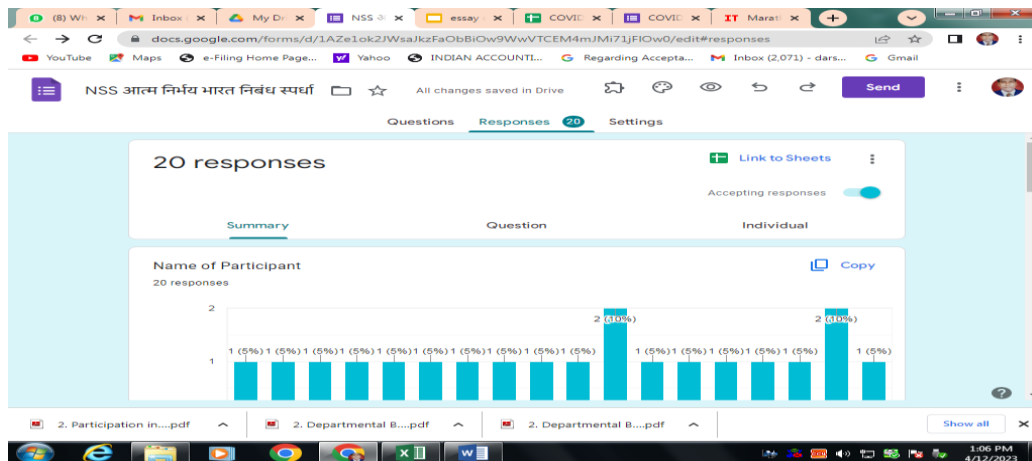 (8) Wh
Inbox
My Dr
NSS
essay
COVID
COVID
Marat
docs.google.com/forms/d/1AZe1ok2JWsaJkzFaObBiOw9WwVTCEM4mJMi71jFIOw0/edit#responses
YouTube Maps e-Filing Home Page... Yahoo INDIAN ACCOUNTI... Regarding Accepta... Inbox (2,071) - dars... Gmail
NSS आत्म निर्भय भारत निबंध स्पर्धा All changes saved in Drive Send
Questions Responses 20 Settings
20 responses
Link to Sheets
Accepting responses
Summary Question Individual
Name of Participant
Copy
20 responses
2
2 (10%) 2 (10%)
1 (5%) 1 (5%) 1 (5%) 1 (5%) 1 (5%) 1 (5%) 1 (5%) 1 (5%) 1 (5%) 1 (5%) 1 (5%) 1 (5%) 1 (5%) 1 (5%) 1 (5%)
1
2. Participation in....pdf 2. Departmental B....pdf 2. Departmental B....pdf Show all
1:06 PM
4/12/2023